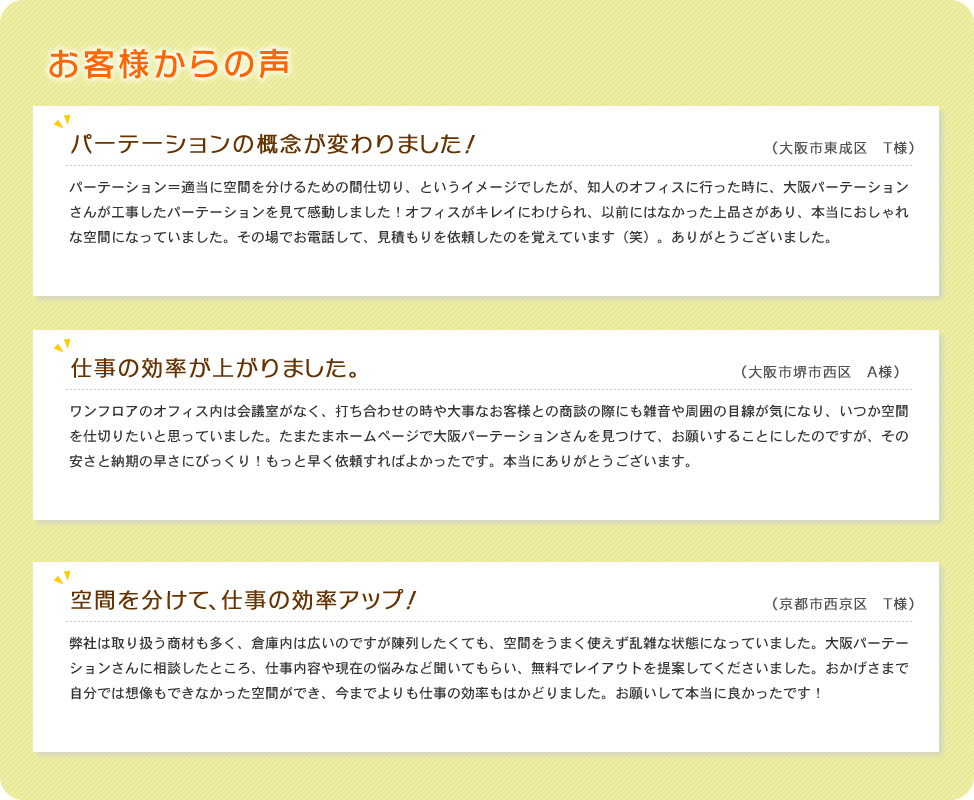 お客様からの声
パーテーションの概念が変わりました！
（大阪市東成区　T様）
パーテーション＝適当に空間を分けるための間仕切り、というイメージでしたが、知人のオフィスに行った時に、大阪パーテーション
さんが工事したパーテーションを見て感動しました！オフィスがキレイにわけられ、以前にはなかった上品さがあり、本当におしゃれ
な空間になっていました。その場でお電話して、見積もりを依頼したのを覚えています（笑）。ありがとうございました。
仕事の効率が上がりました。
（大阪市堺市西区　A様）
ワンフロアのオフィス内は会議室がなく、打ち合わせの時や大事なお客様との商談の際にも雑音や周囲の目線が気になり、いつか空間
を仕切りたいと思っていました。たまたまホームページで大阪パーテーションさんを見つけて、お願いすることにしたのですが、その
安さと納期の早さにびっくり！もっと早く依頼すればよかったです。本当にありがとうございます。
空間を分けて、仕事の効率アップ！
（京都市西京区　T様）
弊社は取り扱う商材も多く、倉庫内は広いのですが陳列したくても、空間をうまく使えず乱雑な状態になっていました。大阪パーテー
ションさんに相談したところ、仕事内容や現在の悩みなど聞いてもらい、無料でレイアウトを提案してくださいました。おかげさまで
自分では想像もできなかった空間ができ、今までよりも仕事の効率もはかどりました。お願いして本当に良かったです！